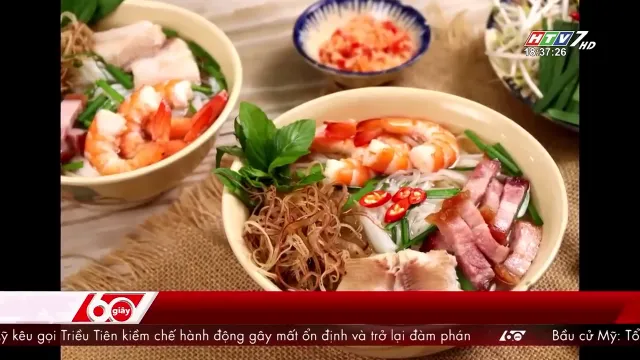 HTV7 HD
18:37:26
60 giây
ỹ kêu gọi Triều Tiên kiềm chế hành động gây mất ổn định và trở lại đàm phán 60 giây Bầu cử Mỹ: Tổ